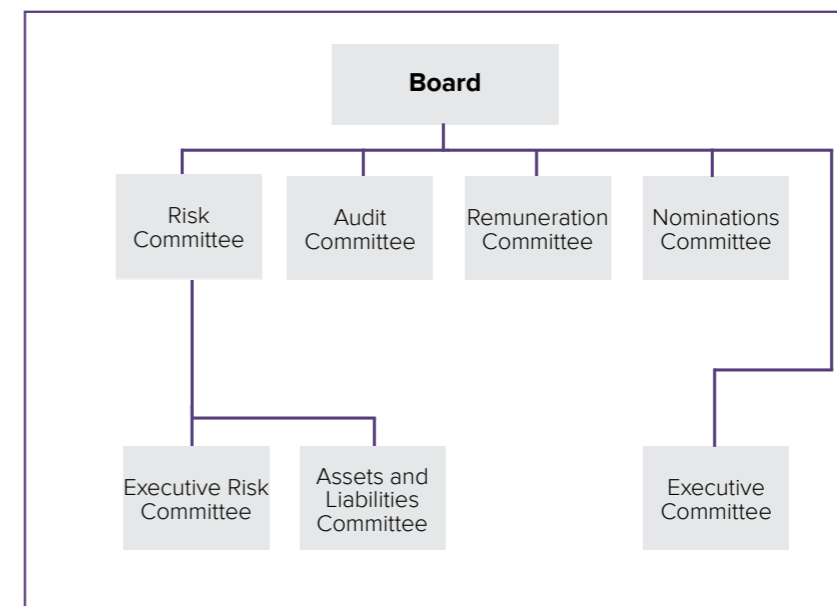 Board
Risk
Committee
Audit
Committee
Remuneration
Committee
Nominations
Committee
Executive Risk
Committee
Assets and
Liabilities
Committee
Executive
Committee